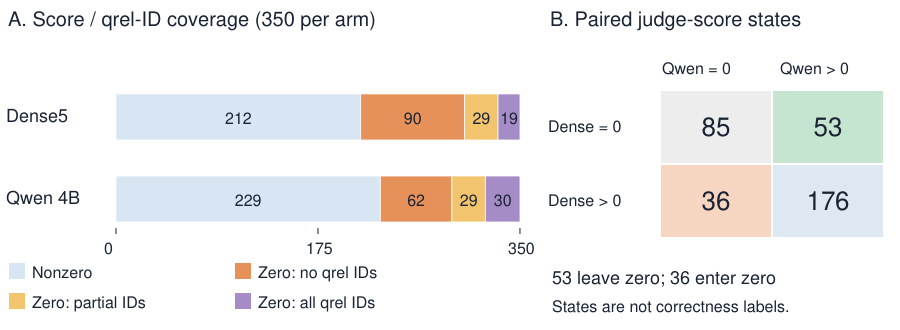 A. Score / qrel-ID coverage (350 per arm)
Dense5
212
90
29
19
Qwen 4B
229
62
29
30
0
175
350
Nonzero
Zero: no qrel IDs
Zero: partial IDs
Zero: all qrel IDs
B. Paired judge-score states
Qwen = 0
Qwen > 0
Dense = 0
85
53
Dense > 0
36
176
53 leave zero; 36 enter zero
States are not correctness labels.